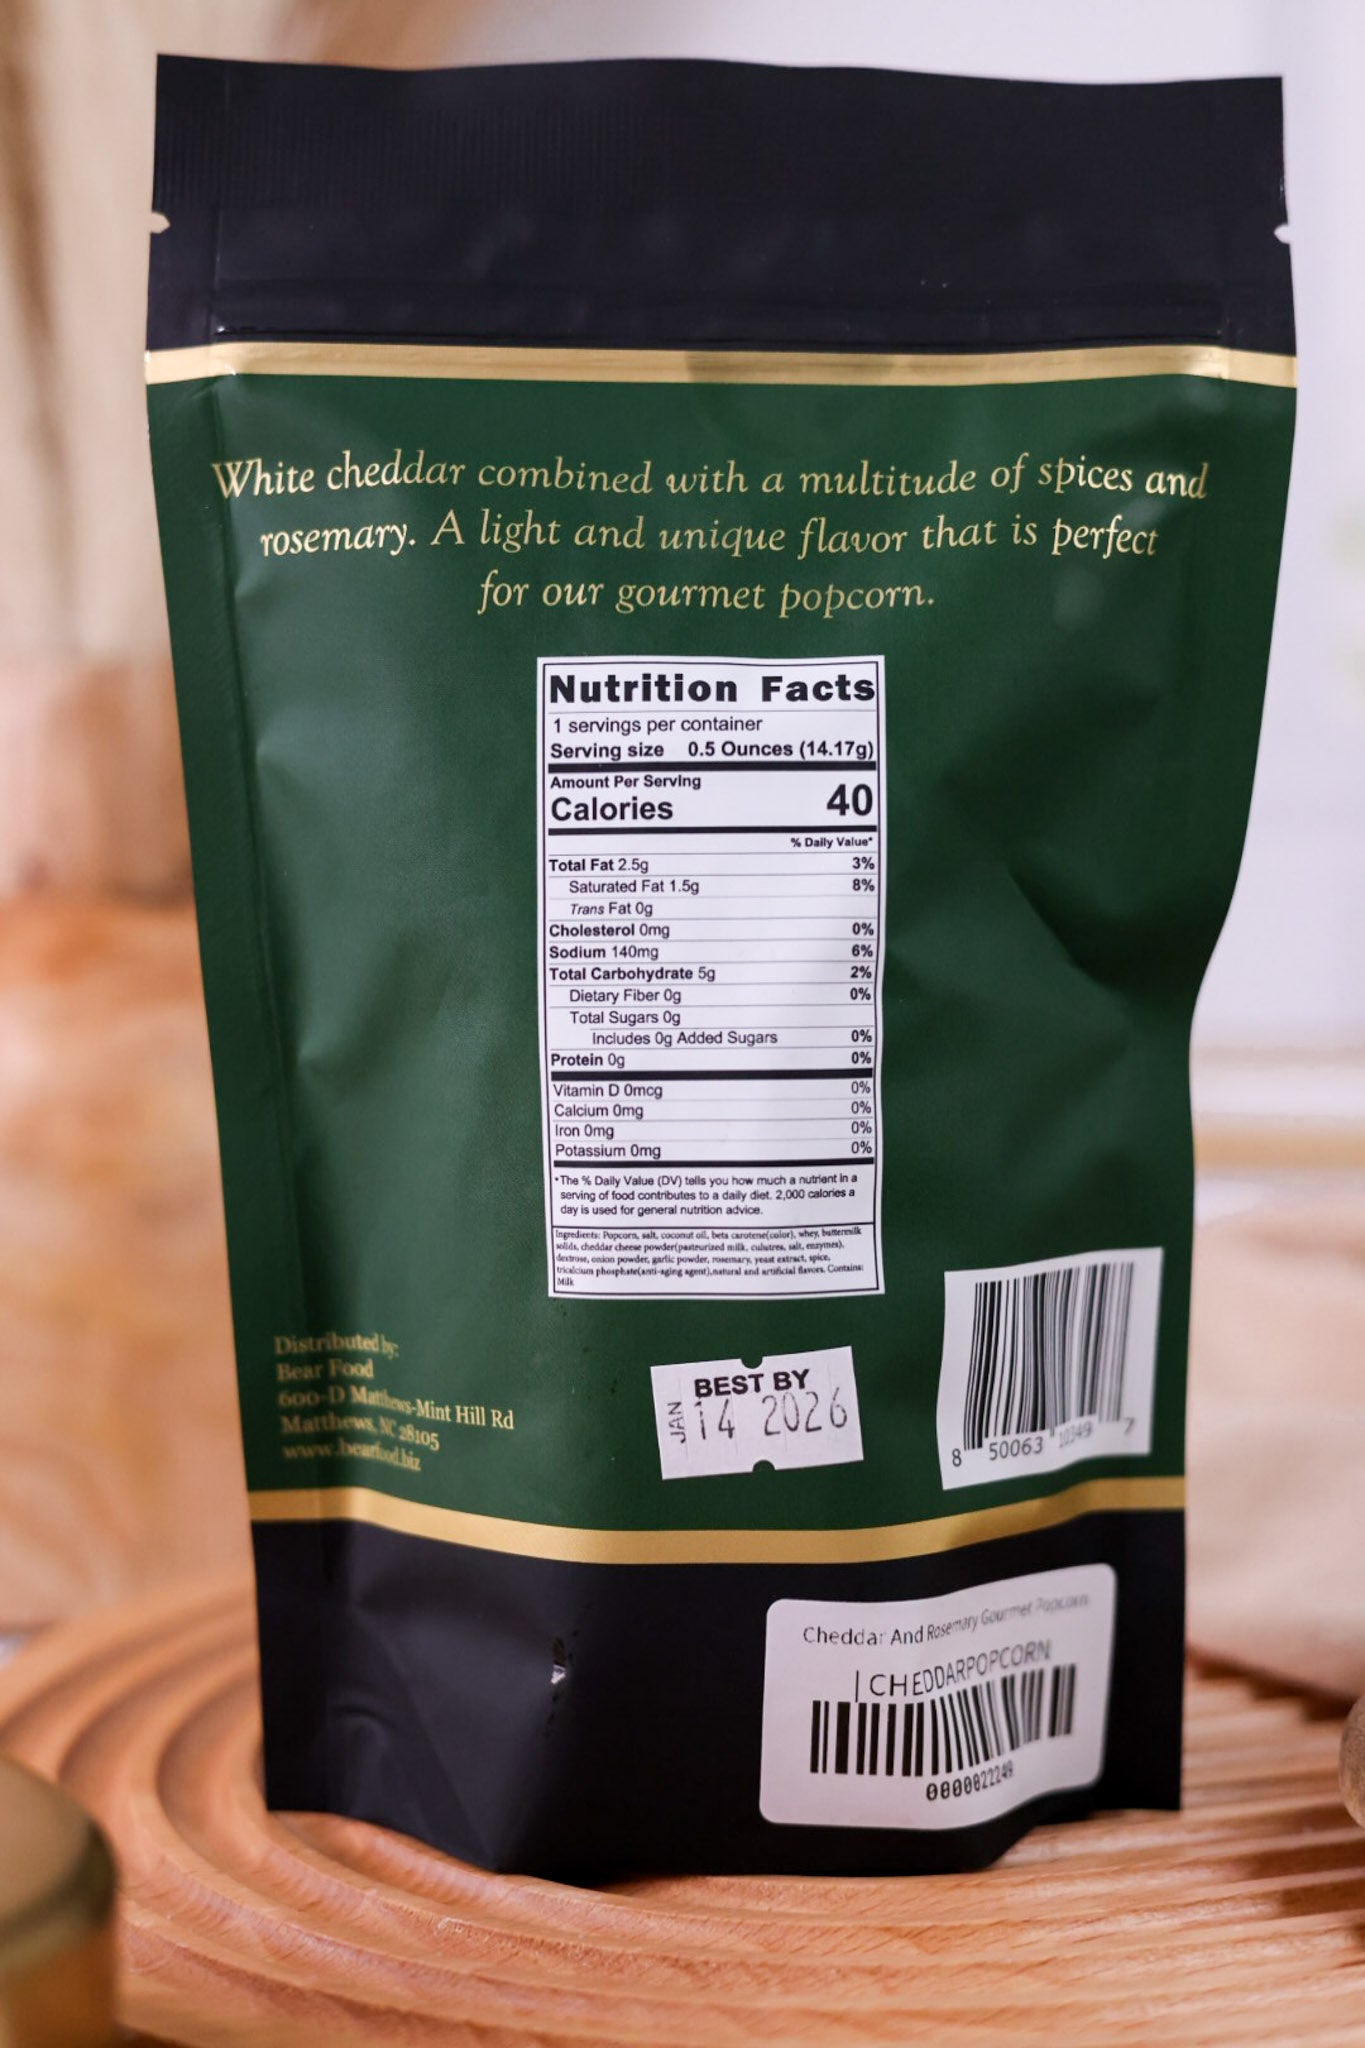 White cheddar combined with a multitude of spices and
rosemary. A light and unique flavor that is perfect
for our gourmet popcorn.
Nutrition Facts
1 servings per container
Serving size 0.5 Ounces (14.17g)
Amount Per Serving
Calories 40
% Daily Value*
Total Fat 2.5g 3%
Saturated Fat 1.5g 8%
Trans Fat 0g
Cholesterol 0mg 0%
Sodium 140mg 6%
Total Carbohydrate 5g 2%
Dietary Fiber 0g 0%
Total Sugars 0g
Includes 0g Added Sugars 0%
Protein 0g 0%
Vitamin D 0mcg 0%
Calcium 0mg 0%
Iron 0mg 0%
Potassium 0mg 0%
*The % Daily Value (DV) tells you how much a nutrient in a
serving of food contributes to a daily diet. 2,000 calories a
day is used for general nutrition advice.
Ingredients: Popcorn, salt, coconut oil, beta carotene(color), whey, buttermilk
solids, cheddar cheese powder(pasteurized milk, culutres, salt, enzymes),
dextrose, onion powder, garlic powder, rosemary, yeast extract, spice,
tricalcium phosphate(anti-aging agent),natural and artificial flavors. Contains:
Milk
Distributed by:
Bear Food
600-D Matthews-Mint Hill Rd
Matthews, NC 28105
www.bearfood.biz
BEST BY
JAN 14 2026
8 50063 10349 7
Cheddar And Rosemary Gourmet Popcorn
| CHEDDARPOPCORN
0000022249